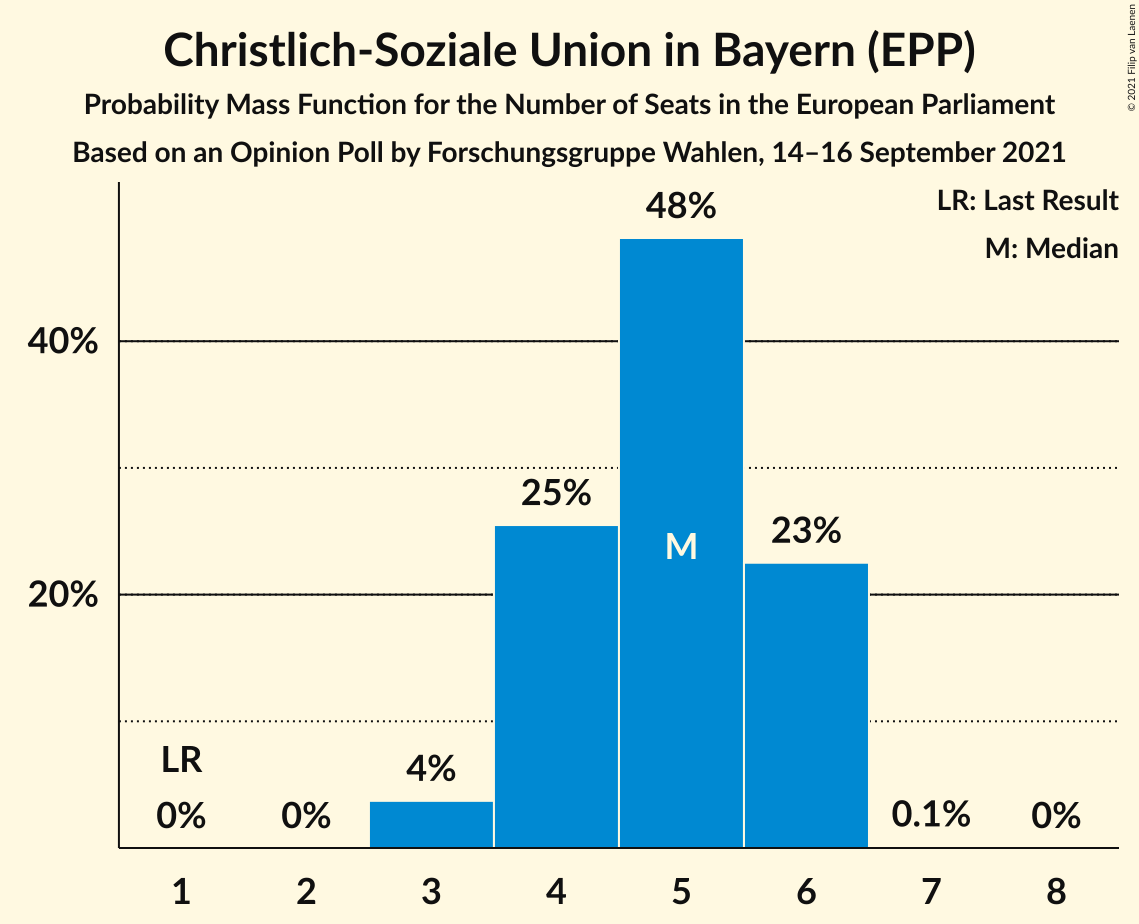 Christlich-Soziale Union in Bayern (EPP)
Probability Mass Function for the Number of Seats in the European Parliament
Based on an Opinion Poll by Forschungsgruppe Wahlen, 14–16 September 2021
© 2021 Filip van Laenen
LR: Last Result
M: Median
48%
40%
25%
23%
M
20%
LR
4%
0% 0% 0.1% 0%
1 2 3 4 5 6 7 8